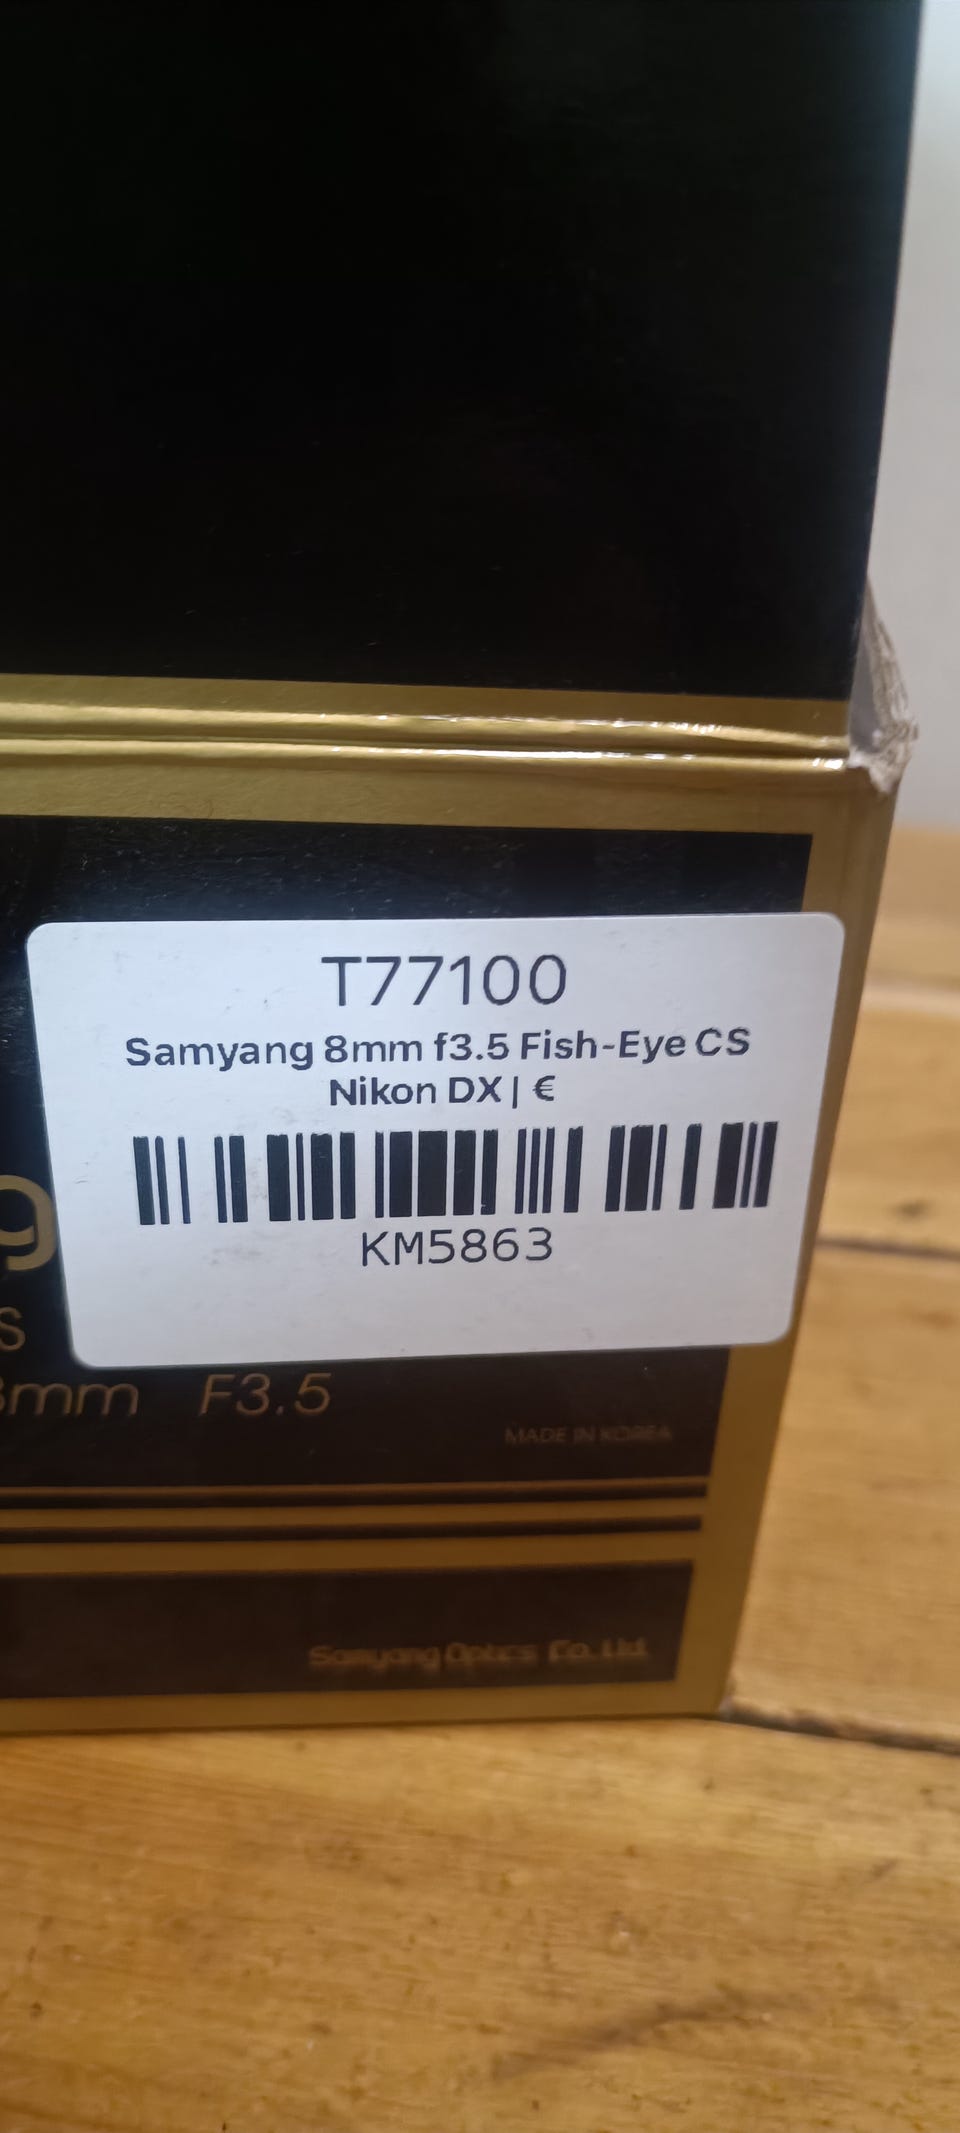 T77100
Samyang 8mm f3.5 Fish-Eye CS
Nikon DX | €
KM5863
g
S
8mm F3.5
MADE IN KOREA
Samyang Optics Co. Ltd.